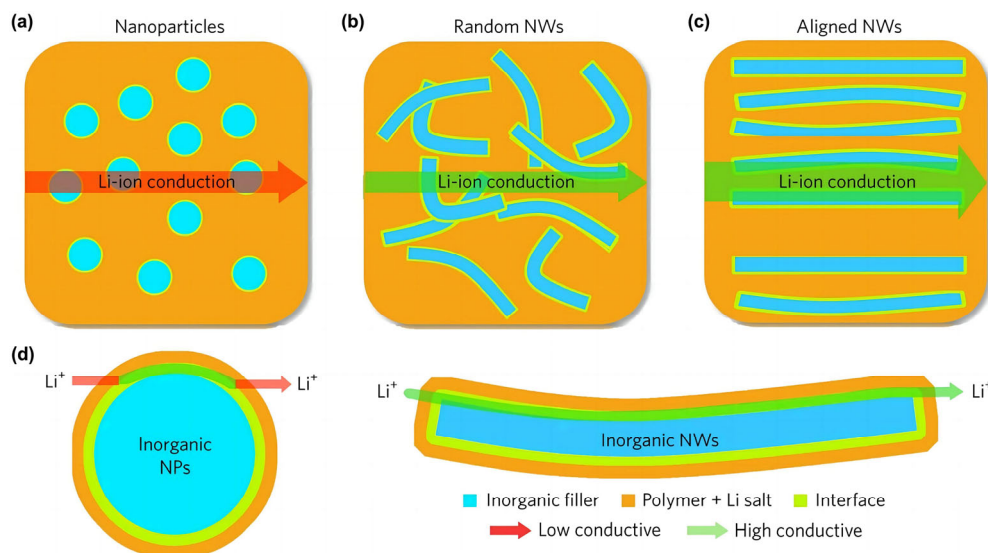 (a) Nanoparticles
(b) Random NWs
(c) Aligned NWs
Li-ion conduction
Li-ion conduction
Li-ion conduction
(d)
Li⁺
Li⁺
Inorganic
NPs
Li⁺
Li⁺
Inorganic NWs
Inorganic filler
Polymer + Li salt
Interface
Low conductive
High conductive